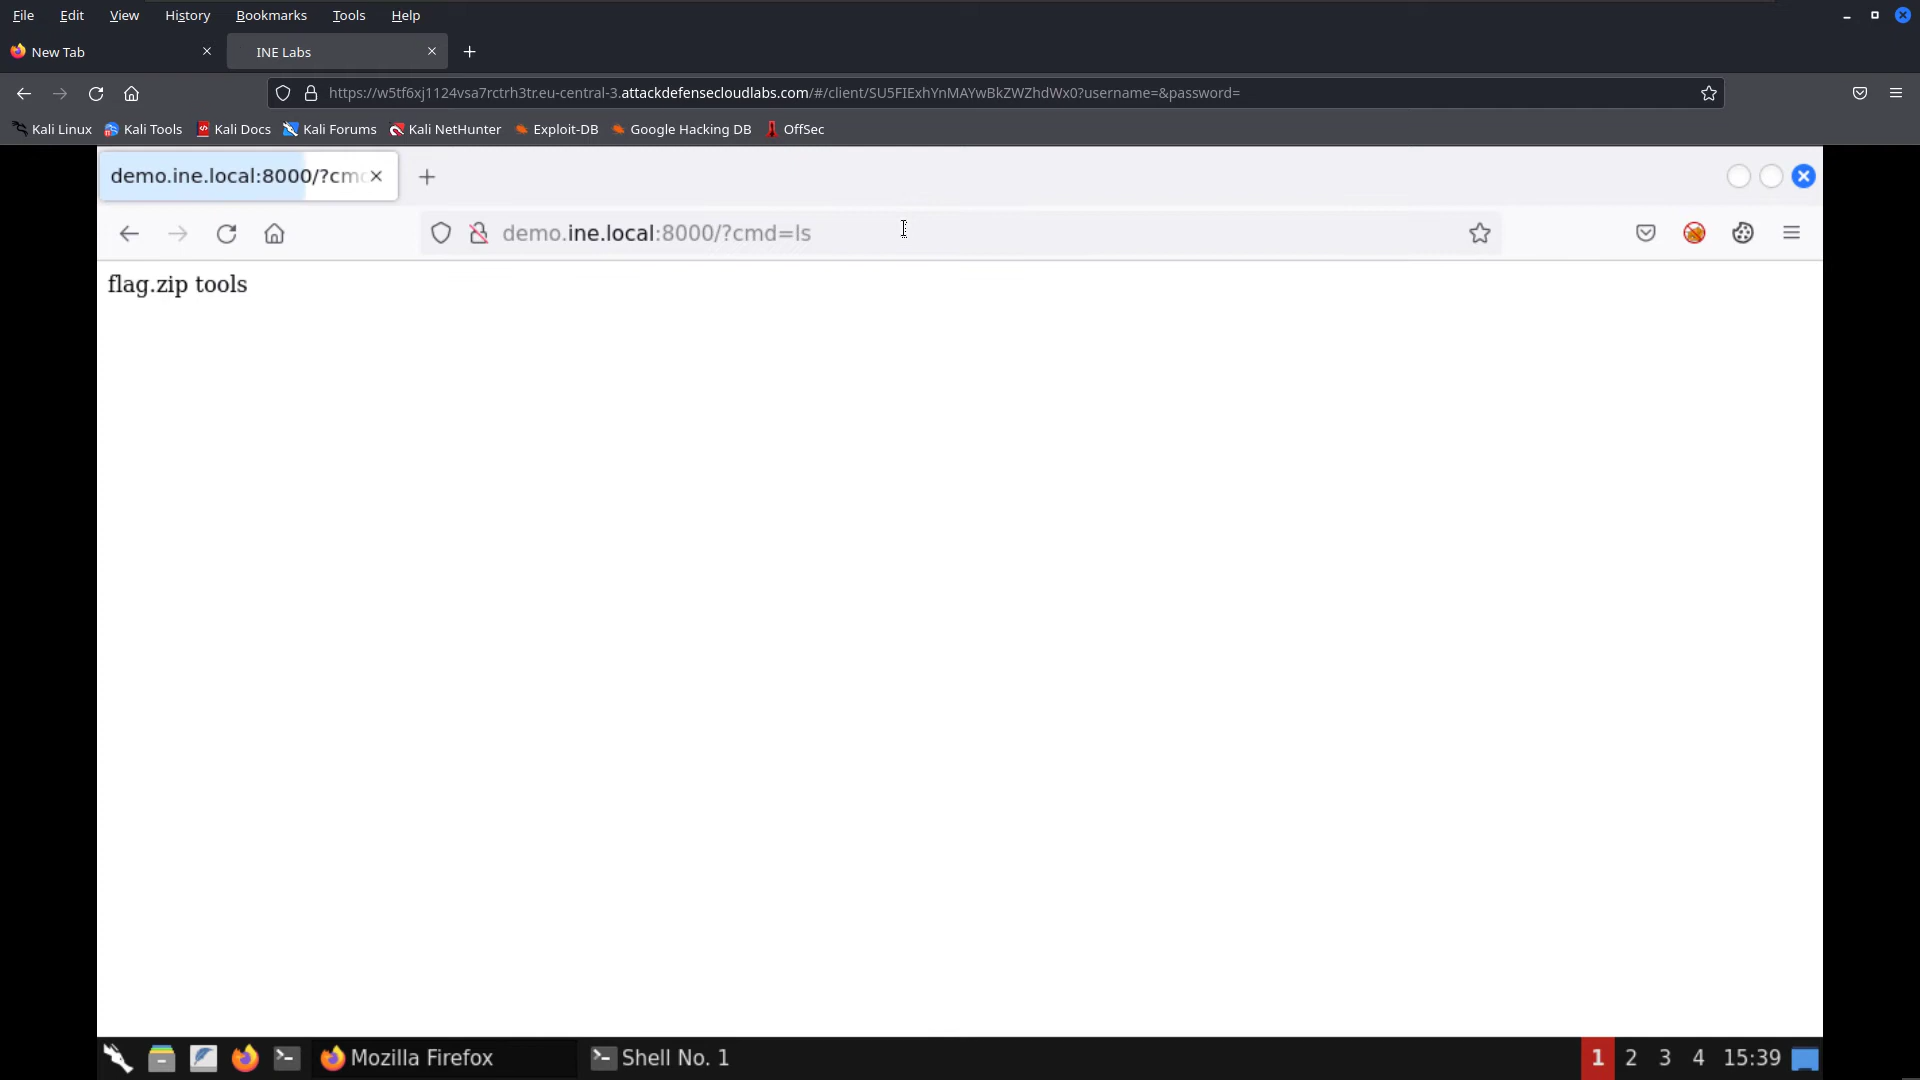 File Edit View History Bookmarks Tools Help
New Tab INE Labs
https://w5tf6xj1124vsa7rctrh3tr.eu-central-3.attackdefensecloudlabs.com/#/client/SU5FIExhYnMAYwBkZWZhdWx0?username=&password=
Kali Linux Kali Tools Kali Docs Kali Forums Kali NetHunter Exploit-DB Google Hacking DB OffSec
demo.ine.local:8000/?cmd
demo.ine.local:8000/?cmd=ls
flag.zip tools
Mozilla Firefox Shell No. 1 1 2 3 4 15:39